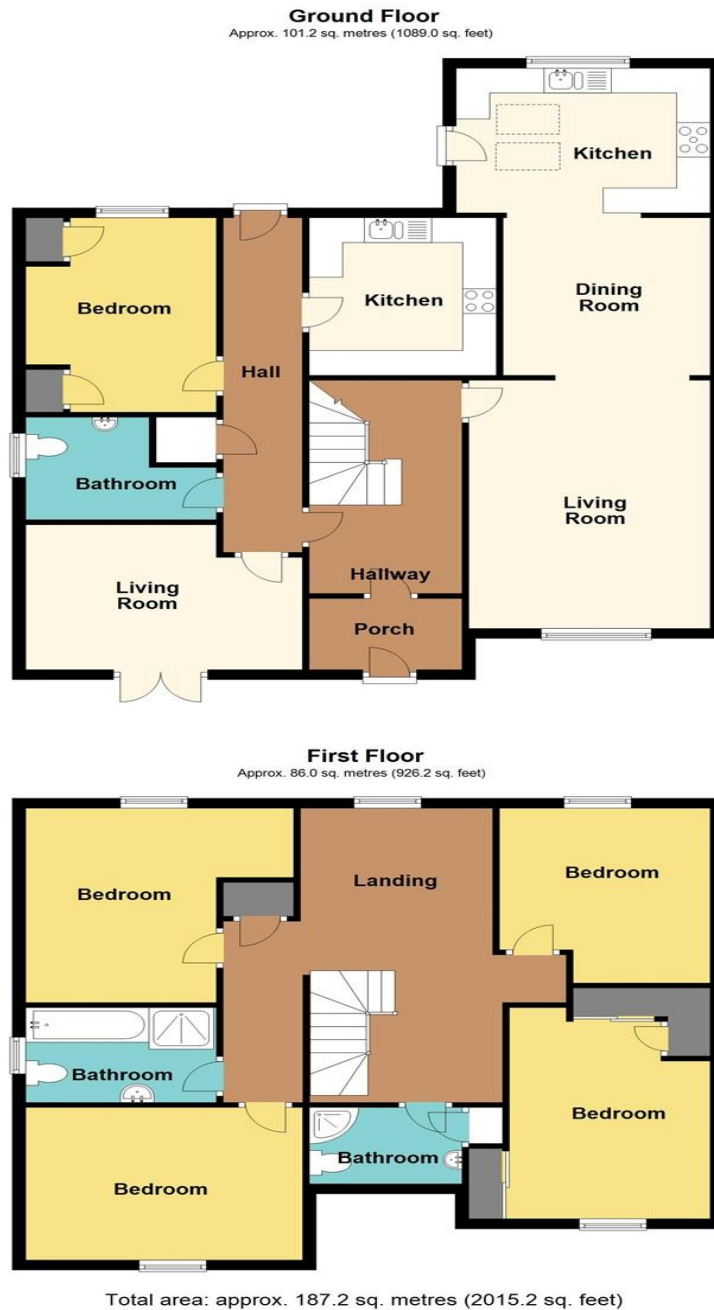 Ground Floor
Approx. 101.2 sq. metres (1089.0 sq. feet)
Kitchen
Bedroom
Kitchen
Dining
Room
Hall
Bathroom
Living
Room
Hallway
Living
Room
Porch
First Floor
Approx. 86.0 sq. metres (926.2 sq. feet)
Bedroom
Landing
Bedroom
Bathroom
Bedroom
Bathroom
Bedroom
Total area: approx. 187.2 sq. metres (2015.2 sq. feet)